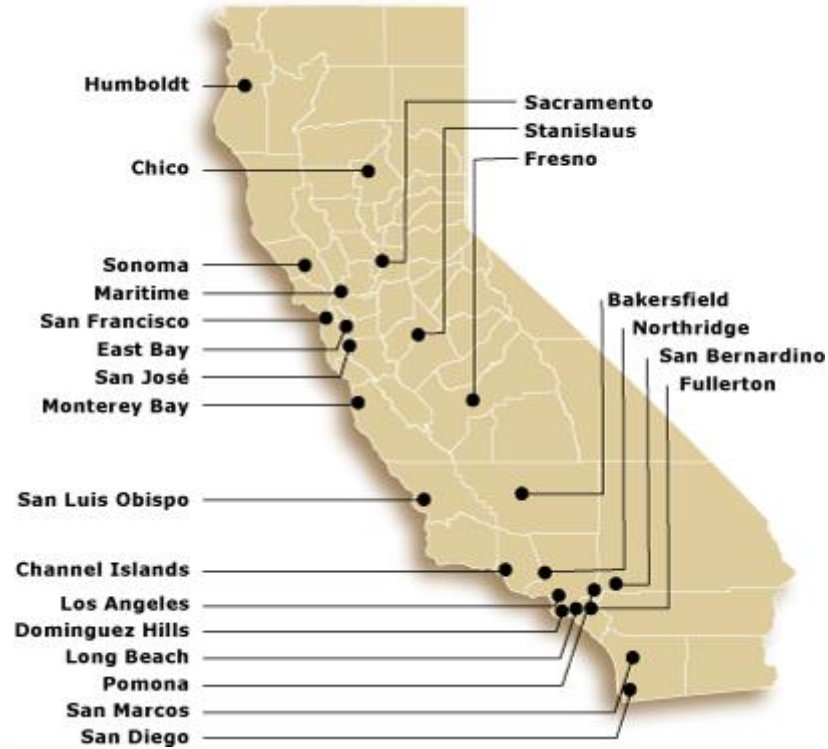 Humboldt
Chico
Sonoma
Maritime
San Francisco
East Bay
San José
Monterey Bay
San Luis Obispo
Channel Islands
Los Angeles
Dominguez Hills
Long Beach
Pomona
San Marcos
San Diego
Sacramento
Stanislaus
Fresno
Bakersfield
Northridge
San Bernardino
Fullerton